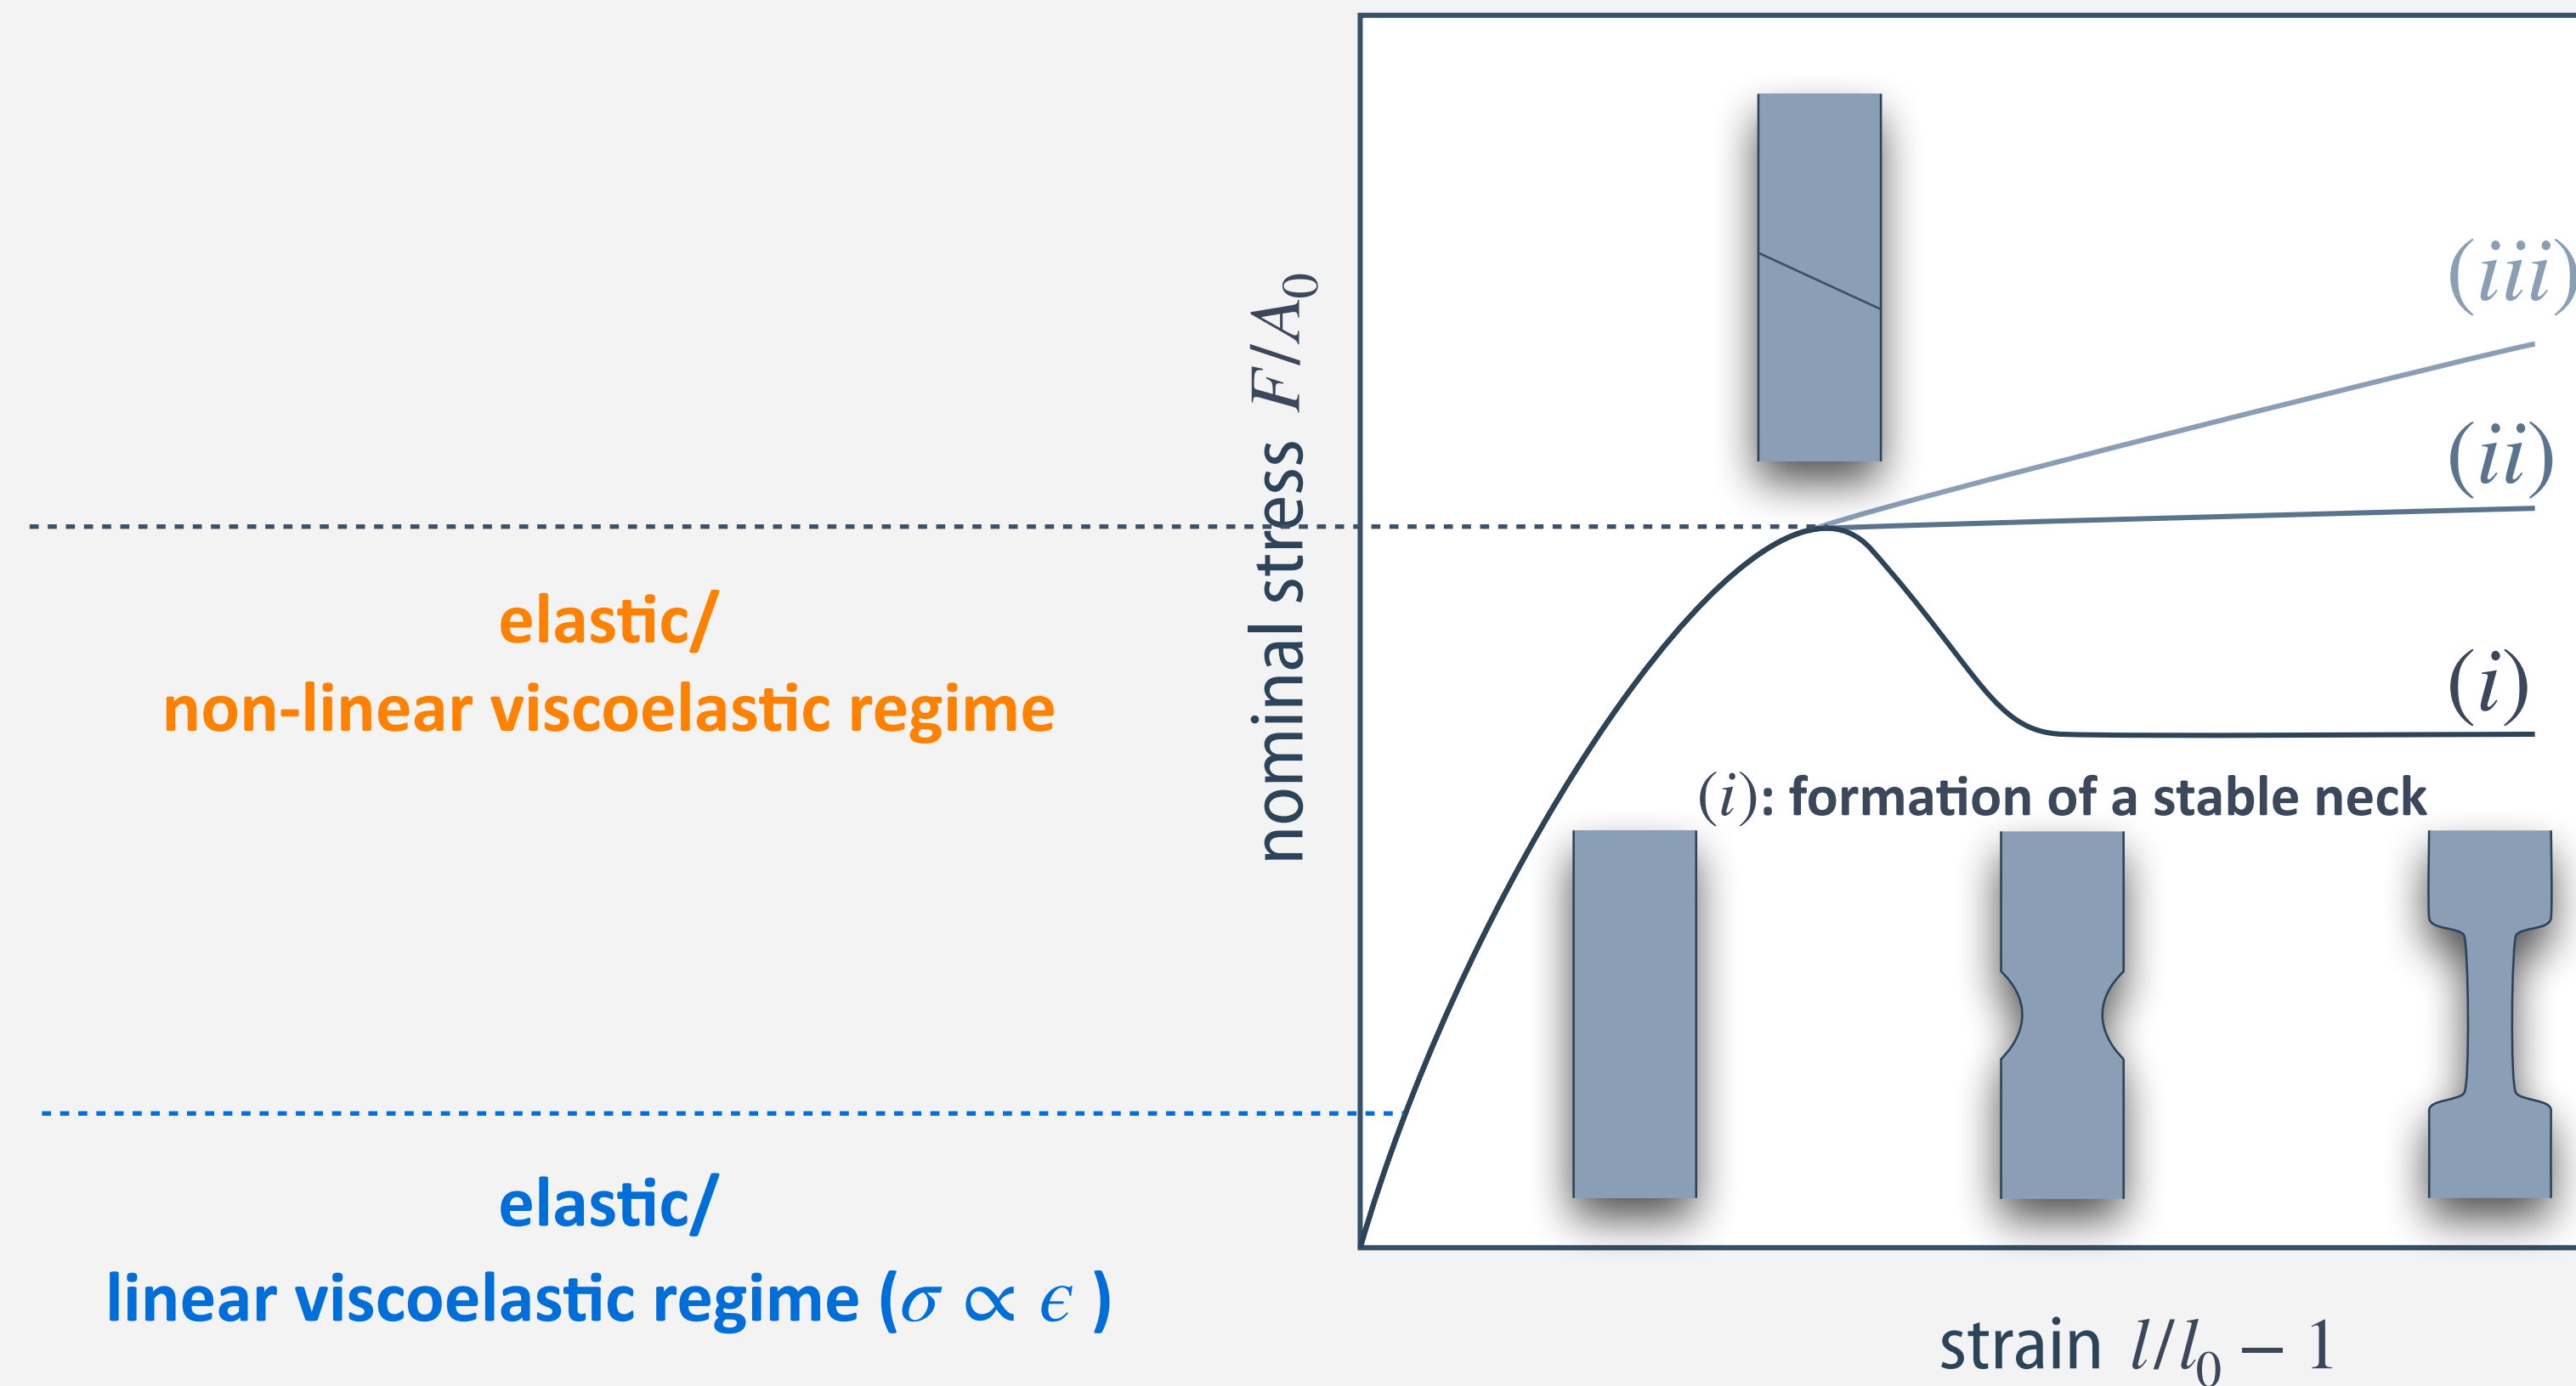 nominal stress F/A₀
(iii)
(ii)
elastic/
non-linear viscoelastic regime
(i)
(i): formation of a stable neck
elastic/
linear viscoelastic regime (σ ∝ ϵ )
strain l/l₀ − 1